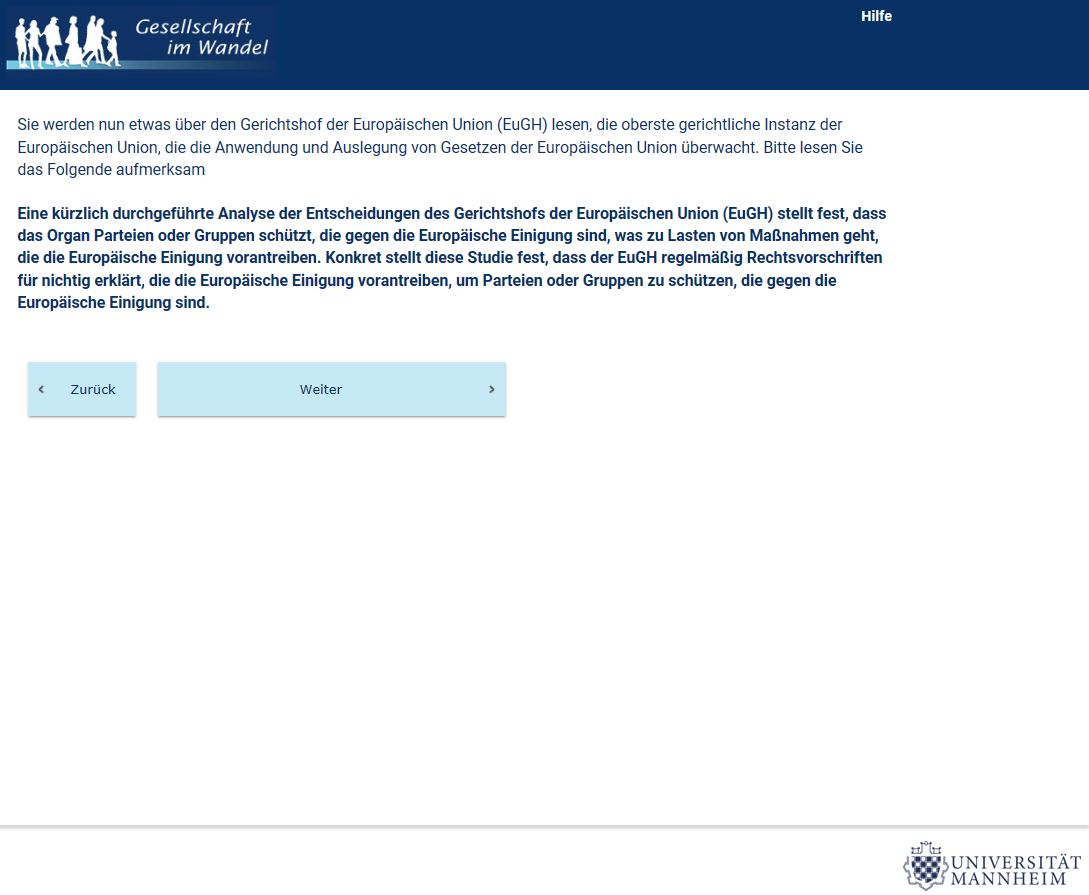 Gesellschaft
im Wandel
Hilfe
Sie werden nun etwas über den Gerichtshof der Europäischen Union (EuGH) lesen, die oberste gerichtliche Instanz der
Europäischen Union, die die Anwendung und Auslegung von Gesetzen der Europäischen Union überwacht. Bitte lesen Sie
das Folgende aufmerksam
Eine kürzlich durchgeführte Analyse der Entscheidungen des Gerichtshofs der Europäischen Union (EuGH) stellt fest, dass
das Organ Parteien oder Gruppen schützt, die gegen die Europäische Einigung sind, was zu Lasten von Maßnahmen geht,
die die Europäische Einigung vorantreiben. Konkret stellt diese Studie fest, dass der EuGH regelmäßig Rechtsvorschriften
für nichtig erklärt, die die Europäische Einigung vorantreiben, um Parteien oder Gruppen zu schützen, die gegen die
Europäische Einigung sind.
Zurück
Weiter
UNIVERSITÄT
MANNHEIM